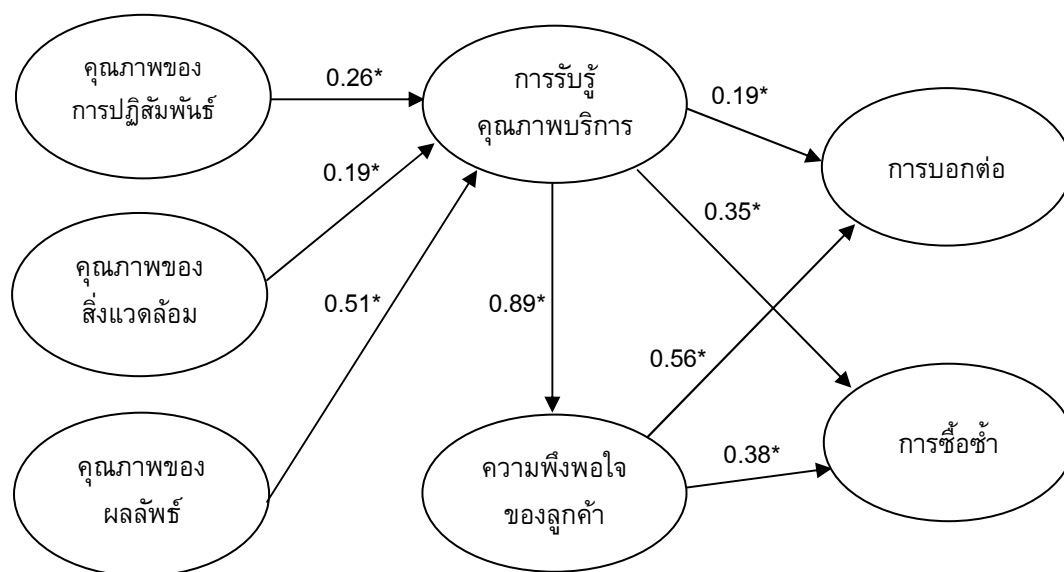 คุณภาพของ
การปฏิสัมพันธ์
0.26*
การรับรู้
คุณภาพบริการ
0.19*
การบอกต่อ
0.19*
0.35*
คุณภาพของ
สิ่งแวดล้อม
0.51*
0.89*
0.56*
คุณภาพของ
ผลลัพธ์
ความพึงพอใจ
ของลูกค้า
0.38*
การซื้อซ้ำ